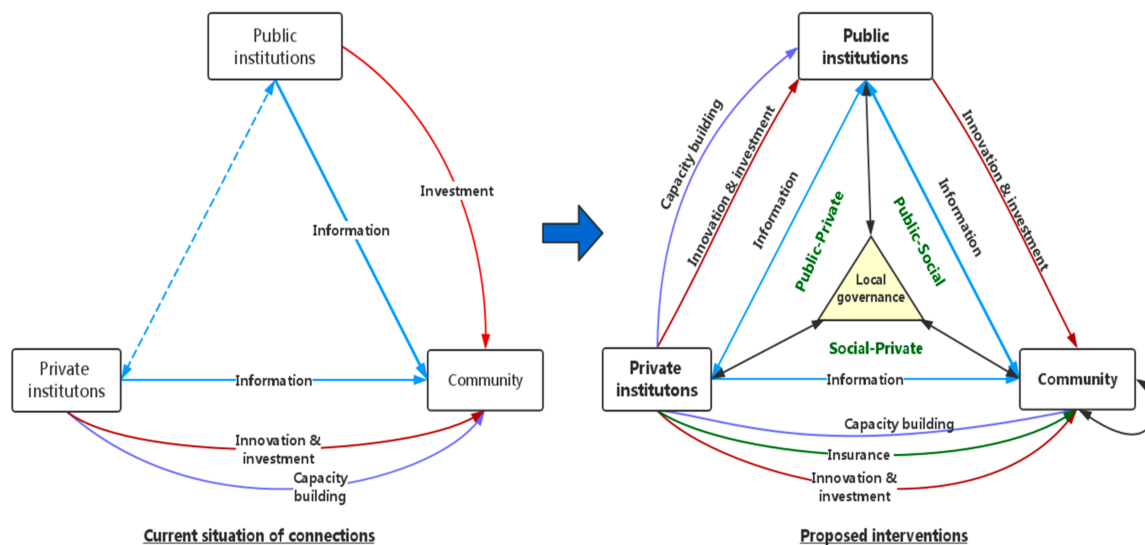 Public
institutions
Investment
Information
Private
institutons
Information
Community
Innovation &
investment
Capacity
building
Current situation of connections
Public
institutions
Capacity building
Innovation & investment
Information
Public-Private
Public-Social
Information
Innovation & investment
Local
governance
Social-Private
Private
institutons
Information
Community
Capacity building
Insurance
Innovation &
investment
Proposed interventions